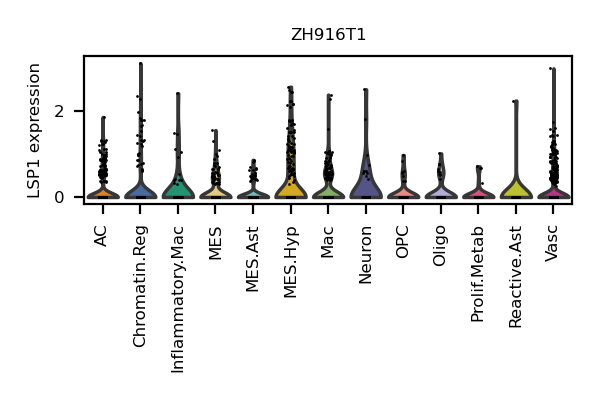 ZH916T1
LSP1 expression
2
0
AC
Chromatin.Reg
Inflammatory.Mac
MES
MES.Ast
MES.Hyp
Mac
Neuron
OPC
Oligo
Prolif.Metab
Reactive.Ast
Vasc